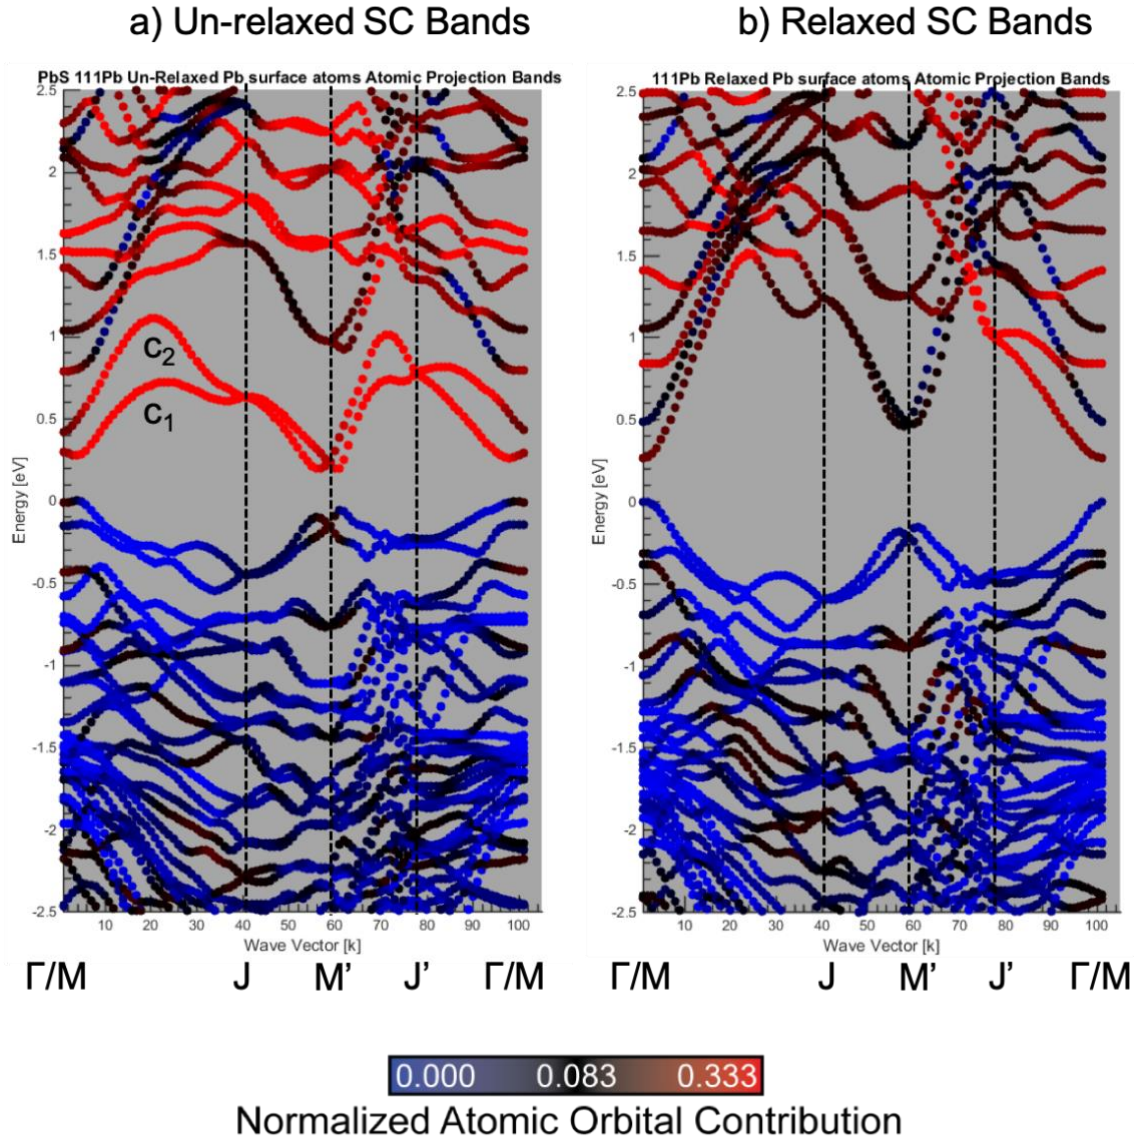 a) Un-relaxed SC Bands
b) Relaxed SC Bands
PbS 111Pb Un-Relaxed Pb surface atoms Atomic Projection Bands
111Pb Relaxed Pb surface atoms Atomic Projection Bands
2.5
2
1.5
1
0.5
0
-0.5
-1
-1.5
-2
-2.5
Energy [eV]
C2
C1
10 20 30 40 50 60 70 80 90 100
Wave Vector [k]
Γ/M J M’ J’ Γ/M
2.5
2
1.5
1
0.5
0
-0.5
-1
-1.5
-2
-2.5
Energy [eV]
10 20 30 40 50 60 70 80 90 100
Wave Vector [k]
Γ/M J M’ J’ Γ/M
0.000 0.083 0.333
Normalized Atomic Orbital Contribution